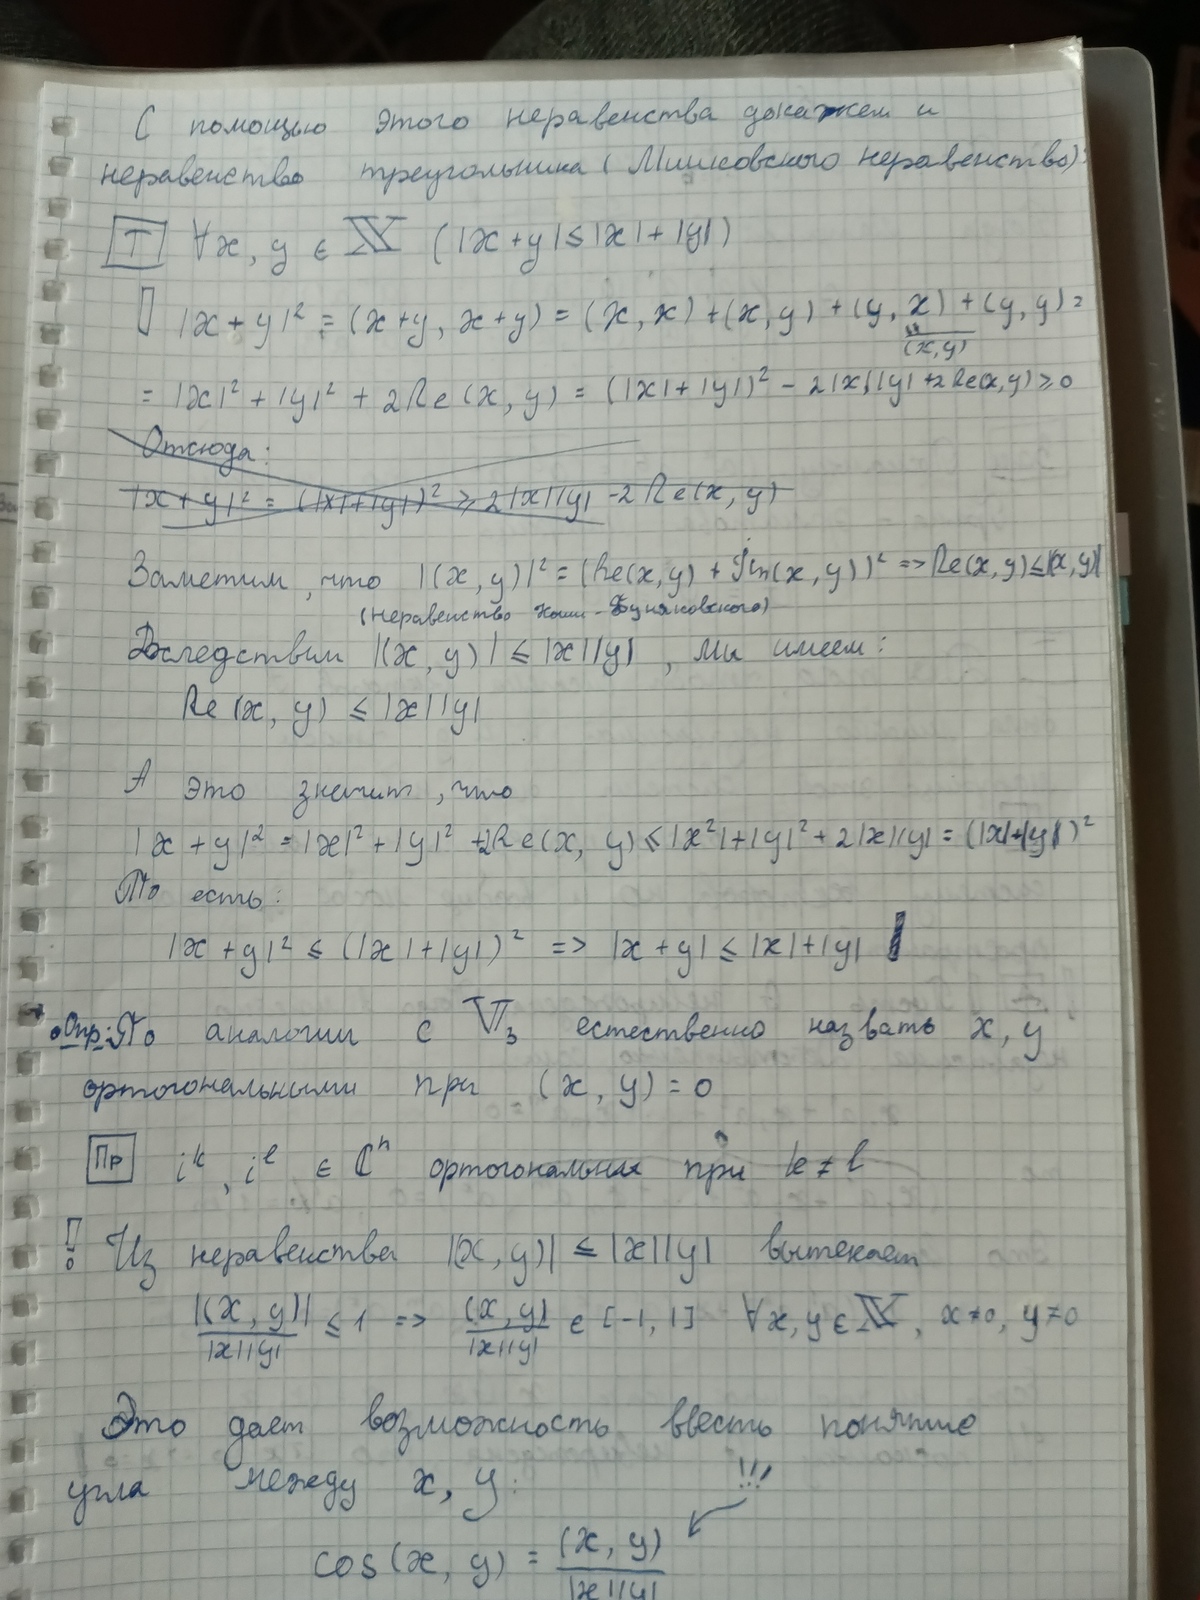 С помощью этого неравенства докажем и
неравенство треугольника (Минковского неравенство):
Т ∀x, y ∈ 𝕏 (|x + y| ≤ |x| + |y|)
▯ |x + y|² = (x+y, x+y) = (x, x) + (x, y) + (y, x) + (y, y) =
(x, y)
= |x|² + |y|² + 2Re(x, y) = (|x| + |y|)² - 2|x||y| + 2Re(x, y) ≥ 0
Отсюда:
|x + y|² = (|x|+|y|)² ≥ 2|x||y| - 2Re(x, y)
Заметим, что |(x, y)|² = (Re(x, y) + Im(x, y))² => Re(x, y) ≤ |(x, y)|
(неравенство Коши-Буняковского)
Вследствии |(x, y)| ≤ |x||y|, мы имеем:
Re(x, y) ≤ |x||y|
А это значит, что
|x + y|² = |x|² + |y|² + 2Re(x, y) ≤ |x²| + |y|² + 2|x||y| = (|x|+|y|)²
То есть:
|x + y|² ≤ (|x| + |y|)² => |x + y| ≤ |x| + |y| ▮
Опр: По аналогии с V₃ естественно назвать x, y
ортогональными при (x, y) = 0
Пр iᵏ, iˡ ∈ ℂⁿ ортогональны при k ≠ l
! Из неравенства |(x, y)| ≤ |x||y| вытекает
|(x, y)| / |x||y| ≤ 1 => (x, y) / |x||y| ∈ [-1, 1] ∀x, y ∈ 𝕏, x ≠ 0, y ≠ 0
Это дает возможность ввесть понятие
угла между x, y:
!!!
cos(x, y) = (x, y) / |x||y|